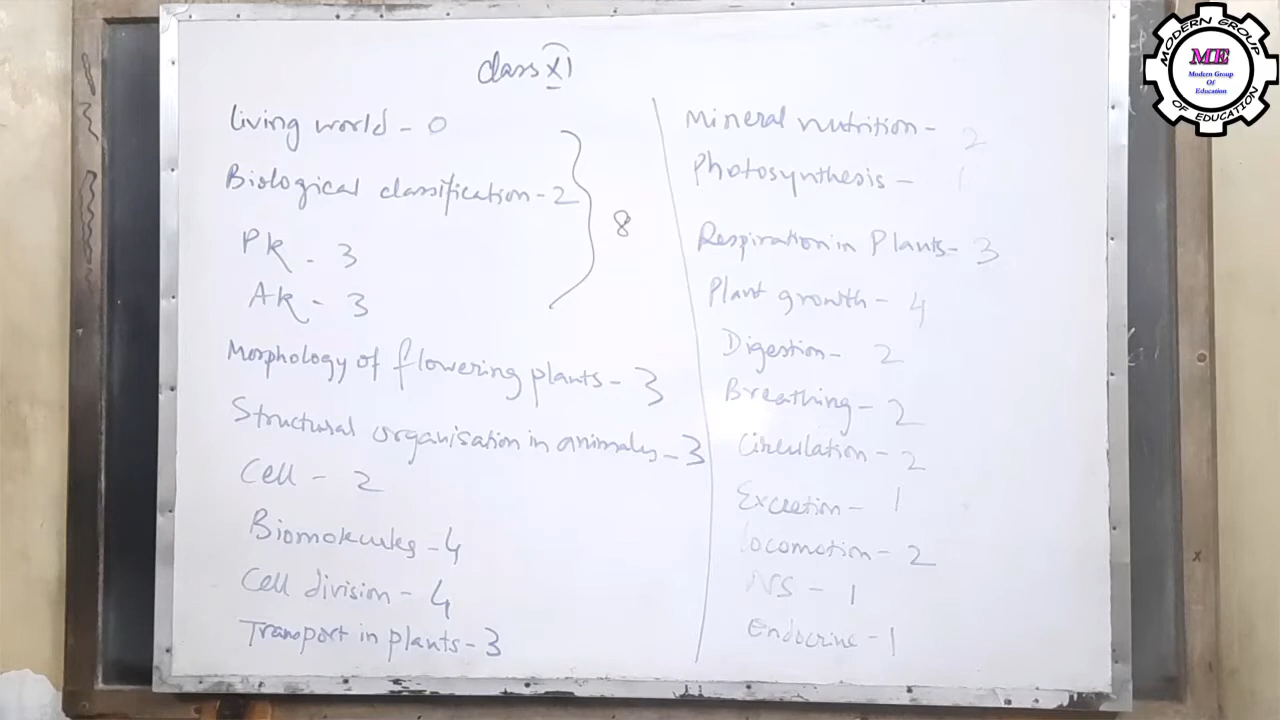 class XI
Living world - 0
Biological classification - 2
PK - 3
AK - 3
8
Morphology of flowering plants - 3
Structural organisation in animals - 3
Cell - 2
Biomolecules - 4
Cell division - 4
Transport in plants - 3
Mineral nutrition - 2
Photosynthesis - 1
Respiration in Plants - 3
Plant growth - 4
Digestion - 2
Breathing - 2
Circulation - 2
Excretion - 1
Locomotion - 2
NS - 1
Endocrine - 1
MODERN GROUP
ME
Modern Group
Of
Education
OF EDUCATION